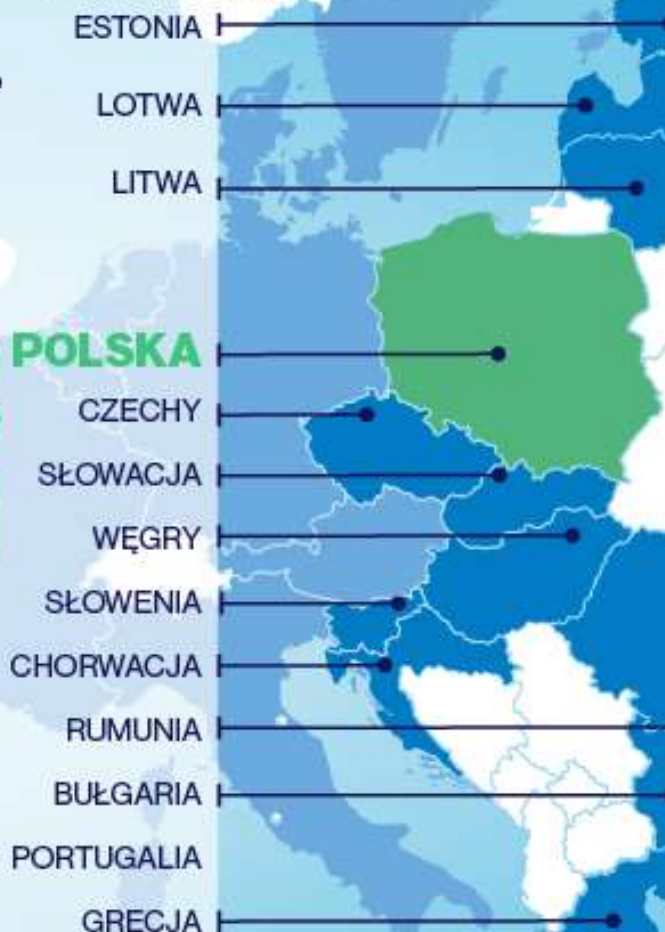 ESTONIA
LOTWA
LITWA
POLSKA
CZECHY
SŁOWACJA
WĘGRY
SŁOWENIA
CHORWACJA
RUMUNIA
BUŁGARIA
PORTUGALIA
GRECJA